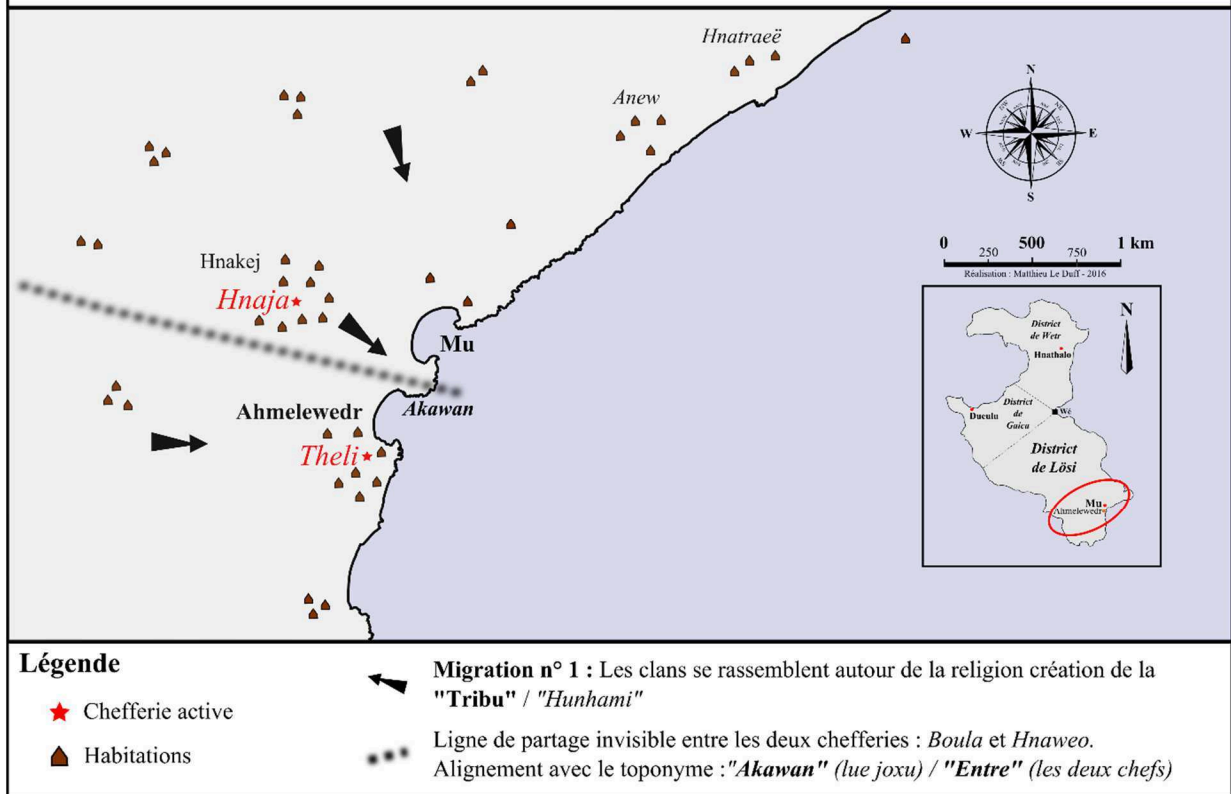 Hnatraeë
Anew
N
W
E
S
0 500 1 km
250 750
Réalisation : Matthieu Le Duff - 2016
Hnakej
Hnaja
Mu
Ahmelewedr
Akawan
Theli
N
District
de Wetr
Hnathalo
District
de
Gaica
Wé
District
de Lösi
Mu
Ahmelewedr
Légende
Chefferie active
Habitations
Migration n° 1 : Les clans se rassemblent autour de la religion création de la
"Tribu" / "Hunhami"
Ligne de partage invisible entre les deux chefferies : Boula et Hnaweo.
Alignement avec le toponyme :"Akawan" (lue joxu) / "Entre" (les deux chefs)